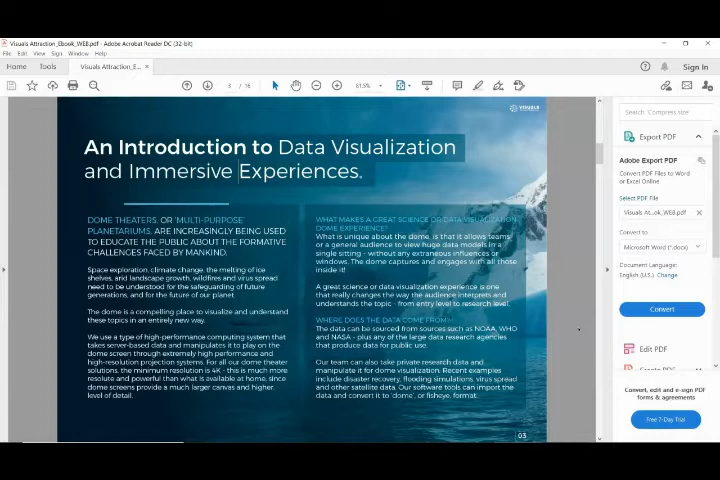 Visuals Attraction_Ebook_WEB.pdf - Adobe Acrobat Reader DC (32-bit)
File Edit View Sign Window Help
Home Tools Visuals Attraction_E... × Sign In
3 / 16 81.5%
VISUALS
An Introduction to Data Visualization
and Immersive Experiences.
DOME THEATERS, OR 'MULTI-PURPOSE'
PLANETARIUMS, ARE INCREASINGLY BEING USED
TO EDUCATE THE PUBLIC ABOUT THE FORMATIVE
CHALLENGES FACED BY MANKIND.
Space exploration, climate change, the melting of ice
shelves, arid landscape growth, wildfires and virus spread
need to be understood for the safeguarding of future
generations, and for the future of our planet.
The dome is a compelling place to visualize and understand
these topics in an entirely new way.
We use a type of high-performance computing system that
takes server-based data and manipulates it to play on the
dome screen through extremely high performance and
high-resolution projection systems. For all our dome theater
solutions, the minimum resolution is 4K - this is much more
resolute and powerful than what is available at home, since
dome screens provide a much larger canvas and higher
level of detail.
WHAT MAKES A GREAT SCIENCE OR DATA VISUALIZATION
DOME EXPERIENCE?
What is unique about the dome, is that it allows teams
or a general audience to view huge data models in a
single sitting - without any extraneous influences or
windows. The dome captures and engages with all those
inside it!
A great science or data visualization experience is one
that really changes the way the audience interprets and
understands the topic - from entry level to research level.
WHERE DOES THE DATA COME FROM?
The data can be sourced from sources such as NOAA, WHO
and NASA - plus any of the large data research agencies
that produce data for public use.
Our team can also take private research data and
manipulate it for dome visualization. Recent examples
include disaster recovery, flooding simulations, virus spread
and other satellite data. Our software tools can import the
data and convert it to 'dome', or fisheye, format.
03
Search 'Compress size'
Export PDF
Adobe Export PDF
Convert PDF Files to Word
or Excel Online
Select PDF File
Visuals At...ok_WEB.pdf ×
Convert to
Microsoft Word (*.docx)
Document Language:
English (U.S.) Change
Convert
Edit PDF
Create PDF
Convert, edit and e-sign PDF
forms & agreements
Free 7-Day Trial